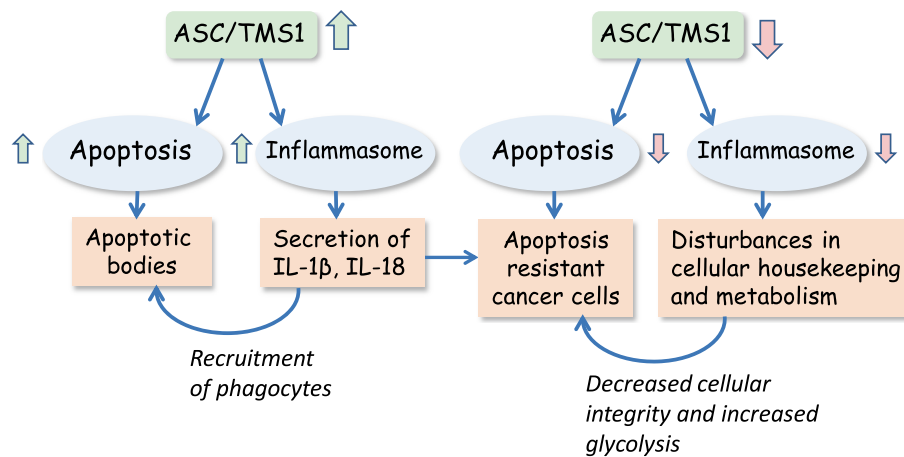 ASC/TMS1
ASC/TMS1
Apoptosis
Inflammasome
Apoptosis
Inflammasome
Apoptotic
bodies
Secretion of
IL-1β, IL-18
Apoptosis
resistant
cancer cells
Disturbances in
cellular housekeeping
and metabolism
Recruitment
of phagocytes
Decreased cellular
integrity and increased
glycolysis